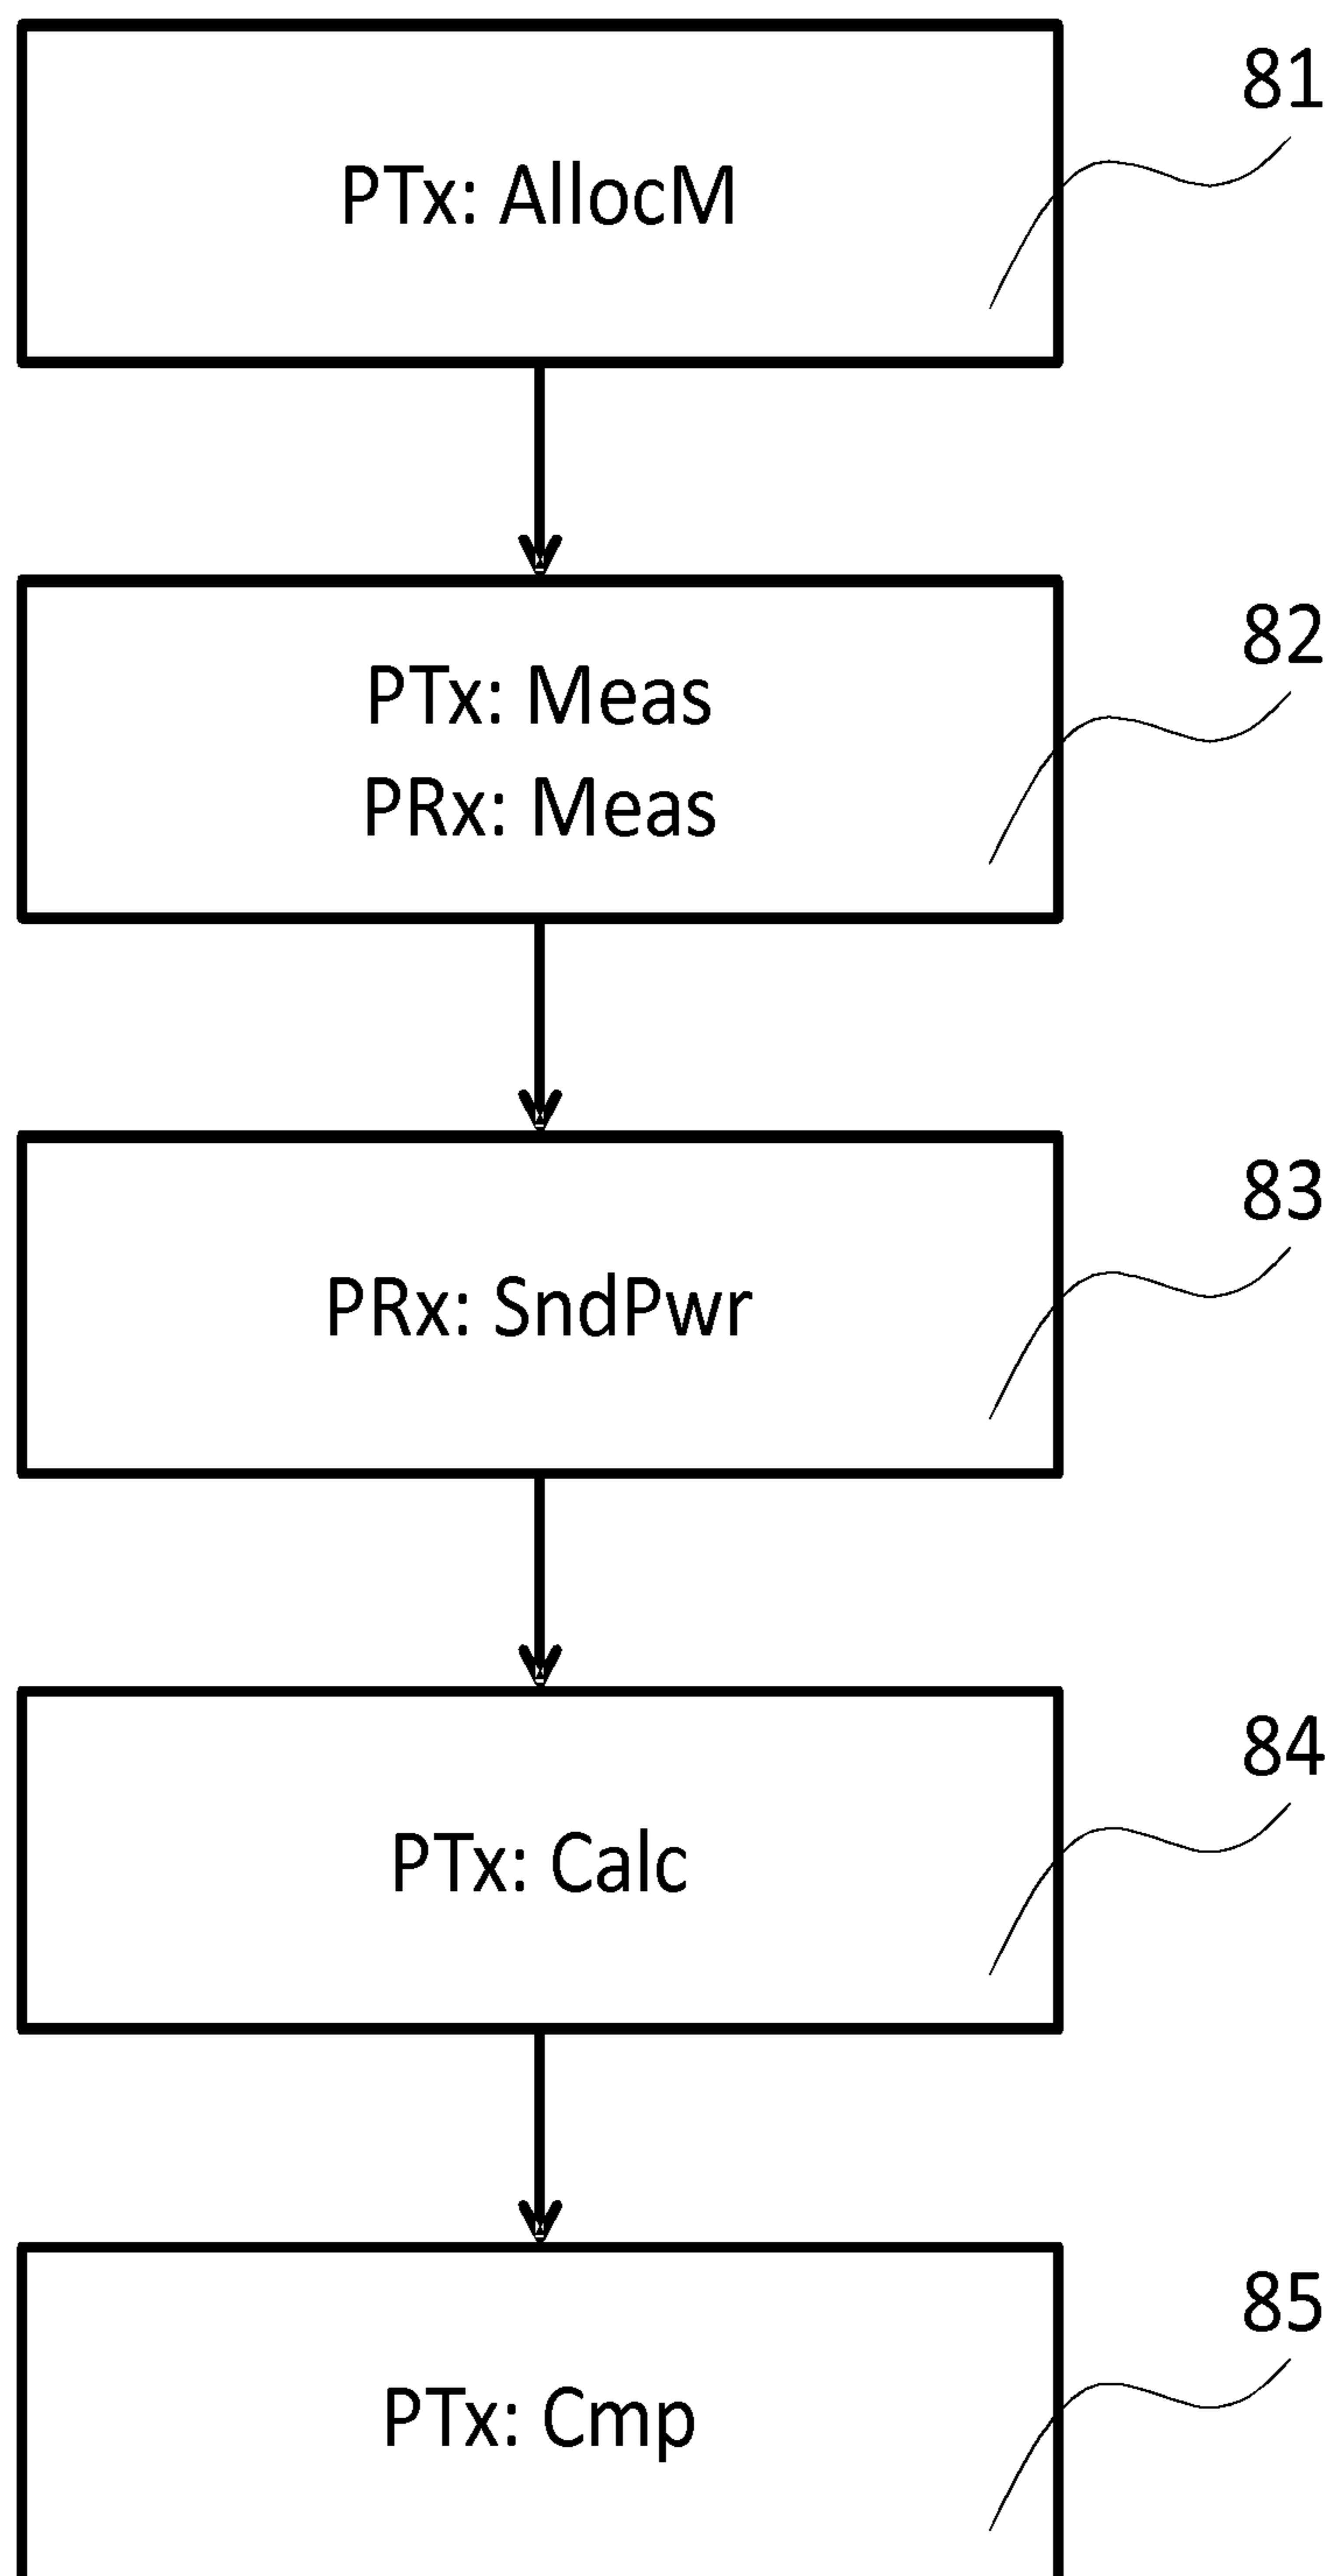 81
PTx: AllocM
82
PTx: Meas
PRx: Meas
83
PRx: SndPwr
84
PTx: Calc
85
PTx: Cmp